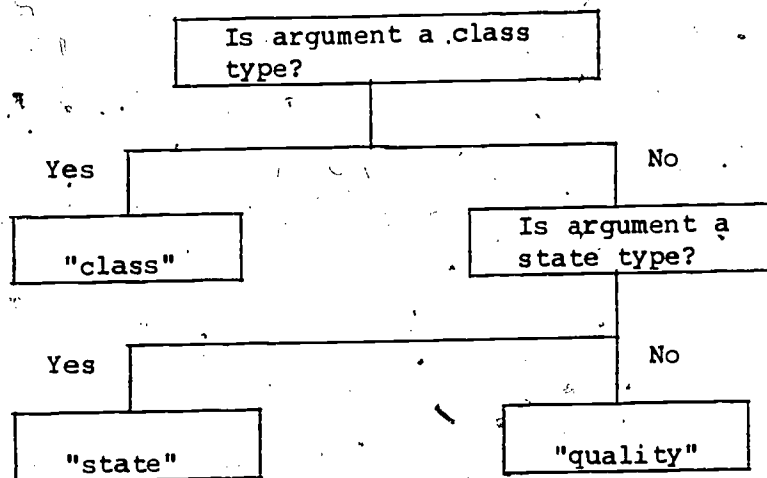 Is argument a class
type?
Yes
No
"class"
Is argument a
state type?
Yes
No
"state"
"quality"